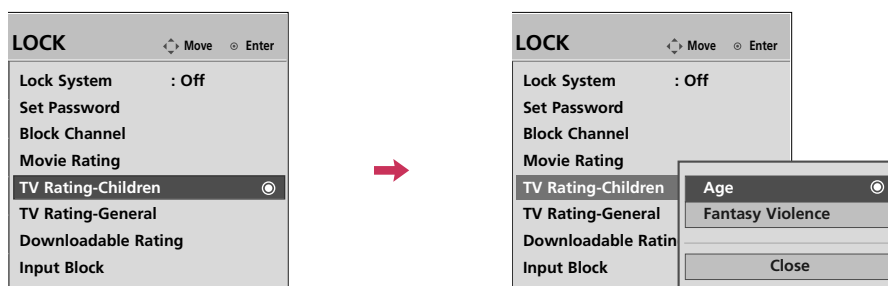 LOCK Move Enter
Lock System : Off
Set Password
Block Channel
Movie Rating
TV Rating-Children
TV Rating-General
Downloadable Rating
Input Block
LOCK Move Enter
Lock System : Off
Set Password
Block Channel
Movie Rating
TV Rating-Children
TV Rating-General
Downloadable Ratin
Input Block
Age
Fantasy Violence
Close